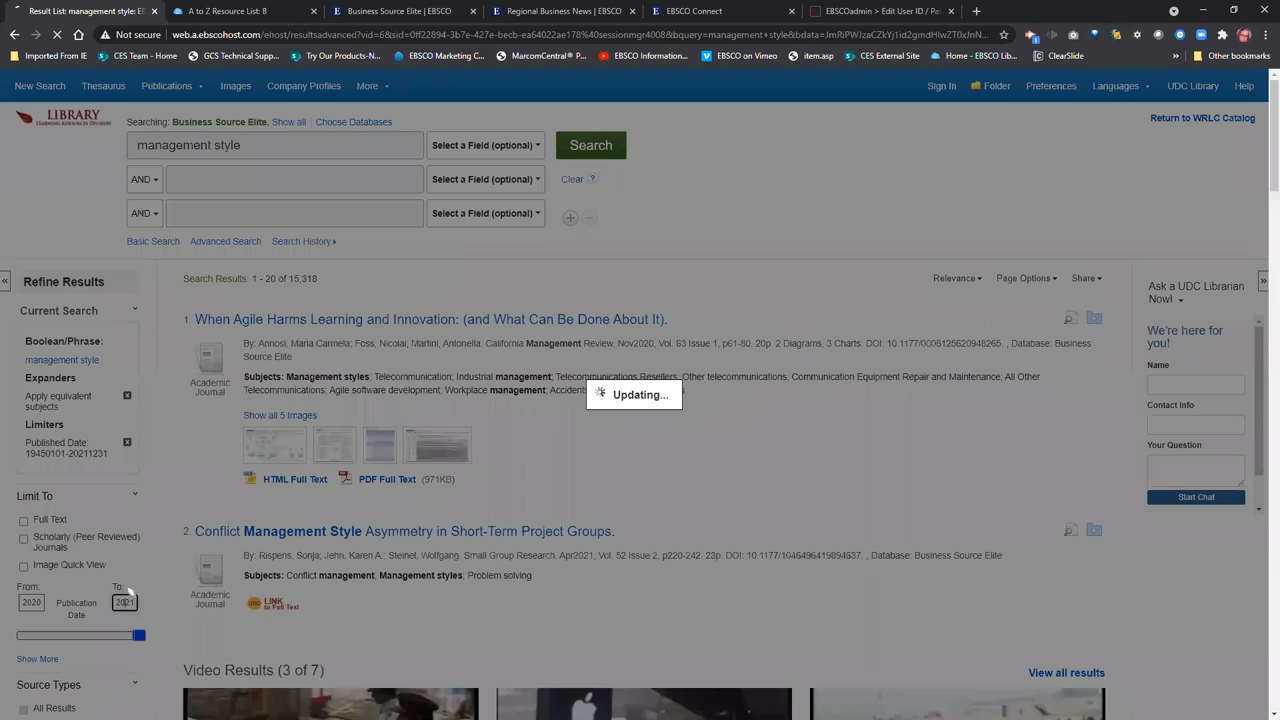 Result List: management style: E
A to Z Resource List: B
Business Source Elite | EBSCO
Regional Business News | EBSCO
EBSCO Connect
EBSCOadmin > Edit User ID / Pa
web.a.ebscohost.com/ehost/resultsadvanced?vid=6&sid=0ff22894-3b7e-427e-becb-ea64022ae178%40sessionmgr4008&bquery=management+style&bdata=
Imported From IE
CES Team - Home
GCS Technical Supp...
Try Our Products-N...
EBSCO Marketing
MarcomCentral® P...
EBSCO Information...
EBSCO on Vimeo
item.asp
CES External Site
Home - EBSCO Medi...
ClearSlide
»
Other bookmarks
New Search
Thesaurus
Publications
Images
Company Profiles
More
Sign In
Folder
Preferences
Languages
UDC Library
Help
LIBRARY
LEARNING RESOURCES DIVISION
Searching: Business Source Elite, Show all | Choose Databases
Return to WRLC Catalog
management style
Select a Field (optional)
Search
AND
Select a Field (optional)
Clear ?
AND
Select a Field (optional)
Basic Search
Advanced Search
Search History
«
Refine Results
Current Search
Boolean/Phrase:
management style
Expanders
Apply equivalent
subjects
Limiters
Published Date:
19450101-20211231
Limit To
Full Text
Scholarly (Peer Reviewed)
Journals
Image Quick View
From:
To:
2020
Publication
Date
2021
Show More
Source Types
All Results
Search Results: 1 - 20 of 15,318
Relevance
Page Options
Share
1. When Agile Harms Learning and Innovation: (and What Can Be Done About It).
By: Annosi, Maria Carmela; Foss, Nicolai; Martini, Antonella. California Management Review. Nov2020, Vol. 63 Issue 1, p61-80. 20p. 2 Diagrams, 3 Charts. DOI: 10.1177/0008125620948265. , Database: Business
Source Elite
Academic
Journal
Subjects: Management styles; Telecommunication; Industrial management; Telecommunications Resellers; Other telecommunications; Communication Equipment Repair and Maintenance; All Other
Telecommunications; Agile software development; Workplace management;
Show all 5 Images
HTML Full Text
PDF Full Text
(971KB)
Updating...
2. Conflict Management Style Asymmetry in Short-Term Project Groups.
By: Rispens, Sonja; Jehn, Karen A.; Steinel, Wolfgang. Small Group Research. Apr2021, Vol. 52 Issue 2, p220-242. 23p. DOI: 10.1177/1046496419894637. , Database: Business Source Elite
Academic
Journal
Subjects: Conflict management; Management styles; Problem solving
UDC LINK
to Full Text
Video Results (3 of 7)
View all results
»
Ask a UDC Librarian
Now!
We're here for
you!
Name
Contact Info
Your Question
Start Chat